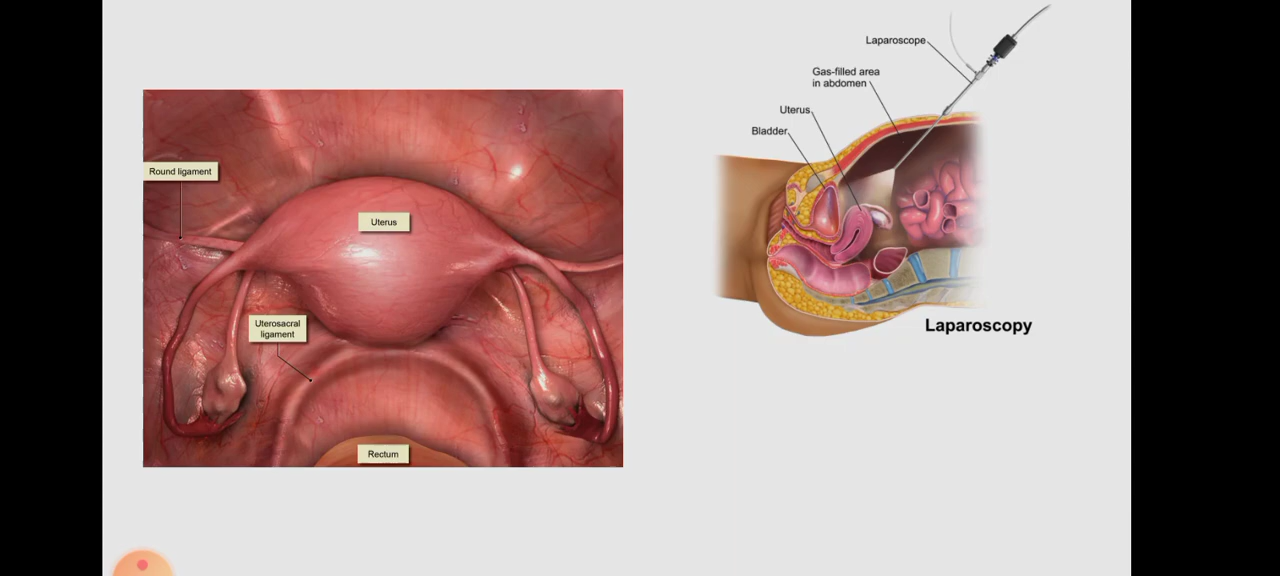 Round ligament
Uterus
Uterosacral
ligament
Rectum
Laparoscope
Gas-filled area
in abdomen
Uterus
Bladder
Laparoscopy